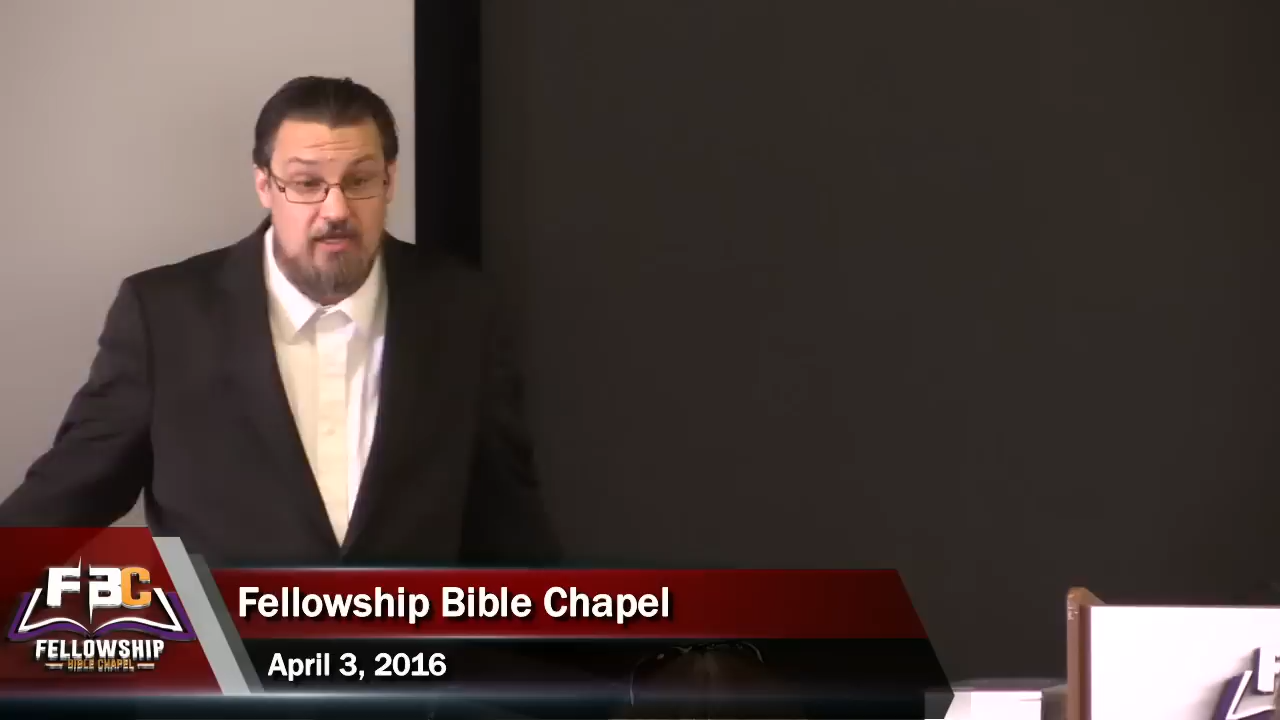 FBC
FELLOWSHIP
BIBLE CHAPEL
Fellowship Bible Chapel
April 3, 2016
F